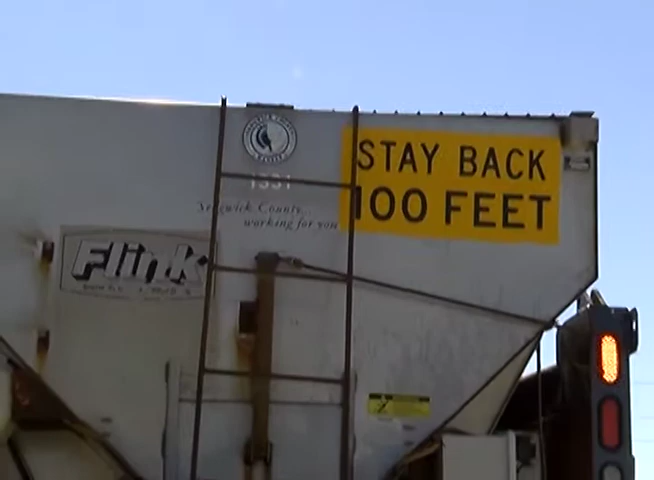 STAY BACK
100 FEET
1331
Sedgwick County...
working for you
Flink